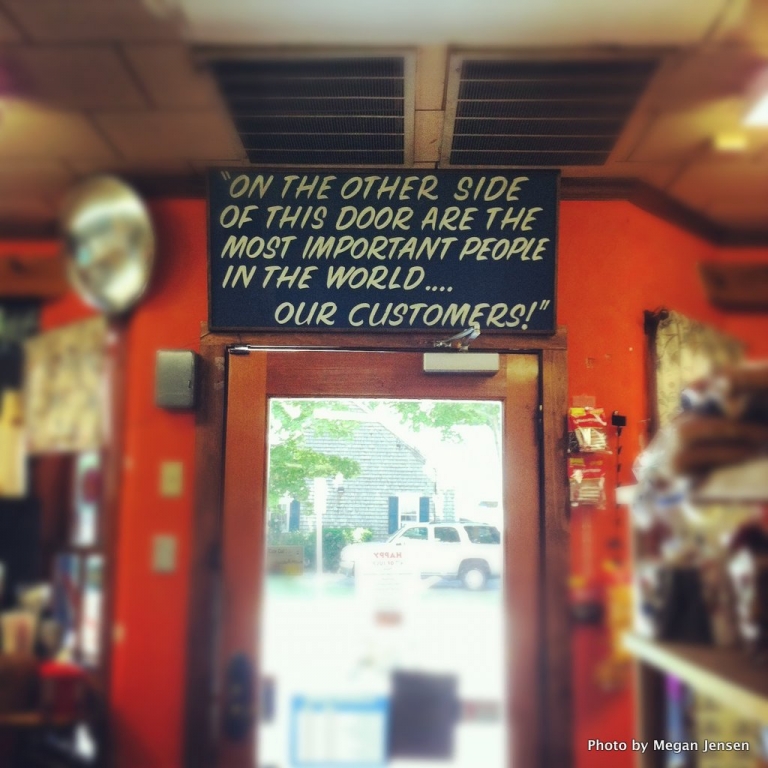 "ON THE OTHER SIDE
OF THIS DOOR ARE THE
MOST IMPORTANT PEOPLE
IN THE WORLD....
OUR CUSTOMERS!"
HAPPY
Photo by Megan Jensen